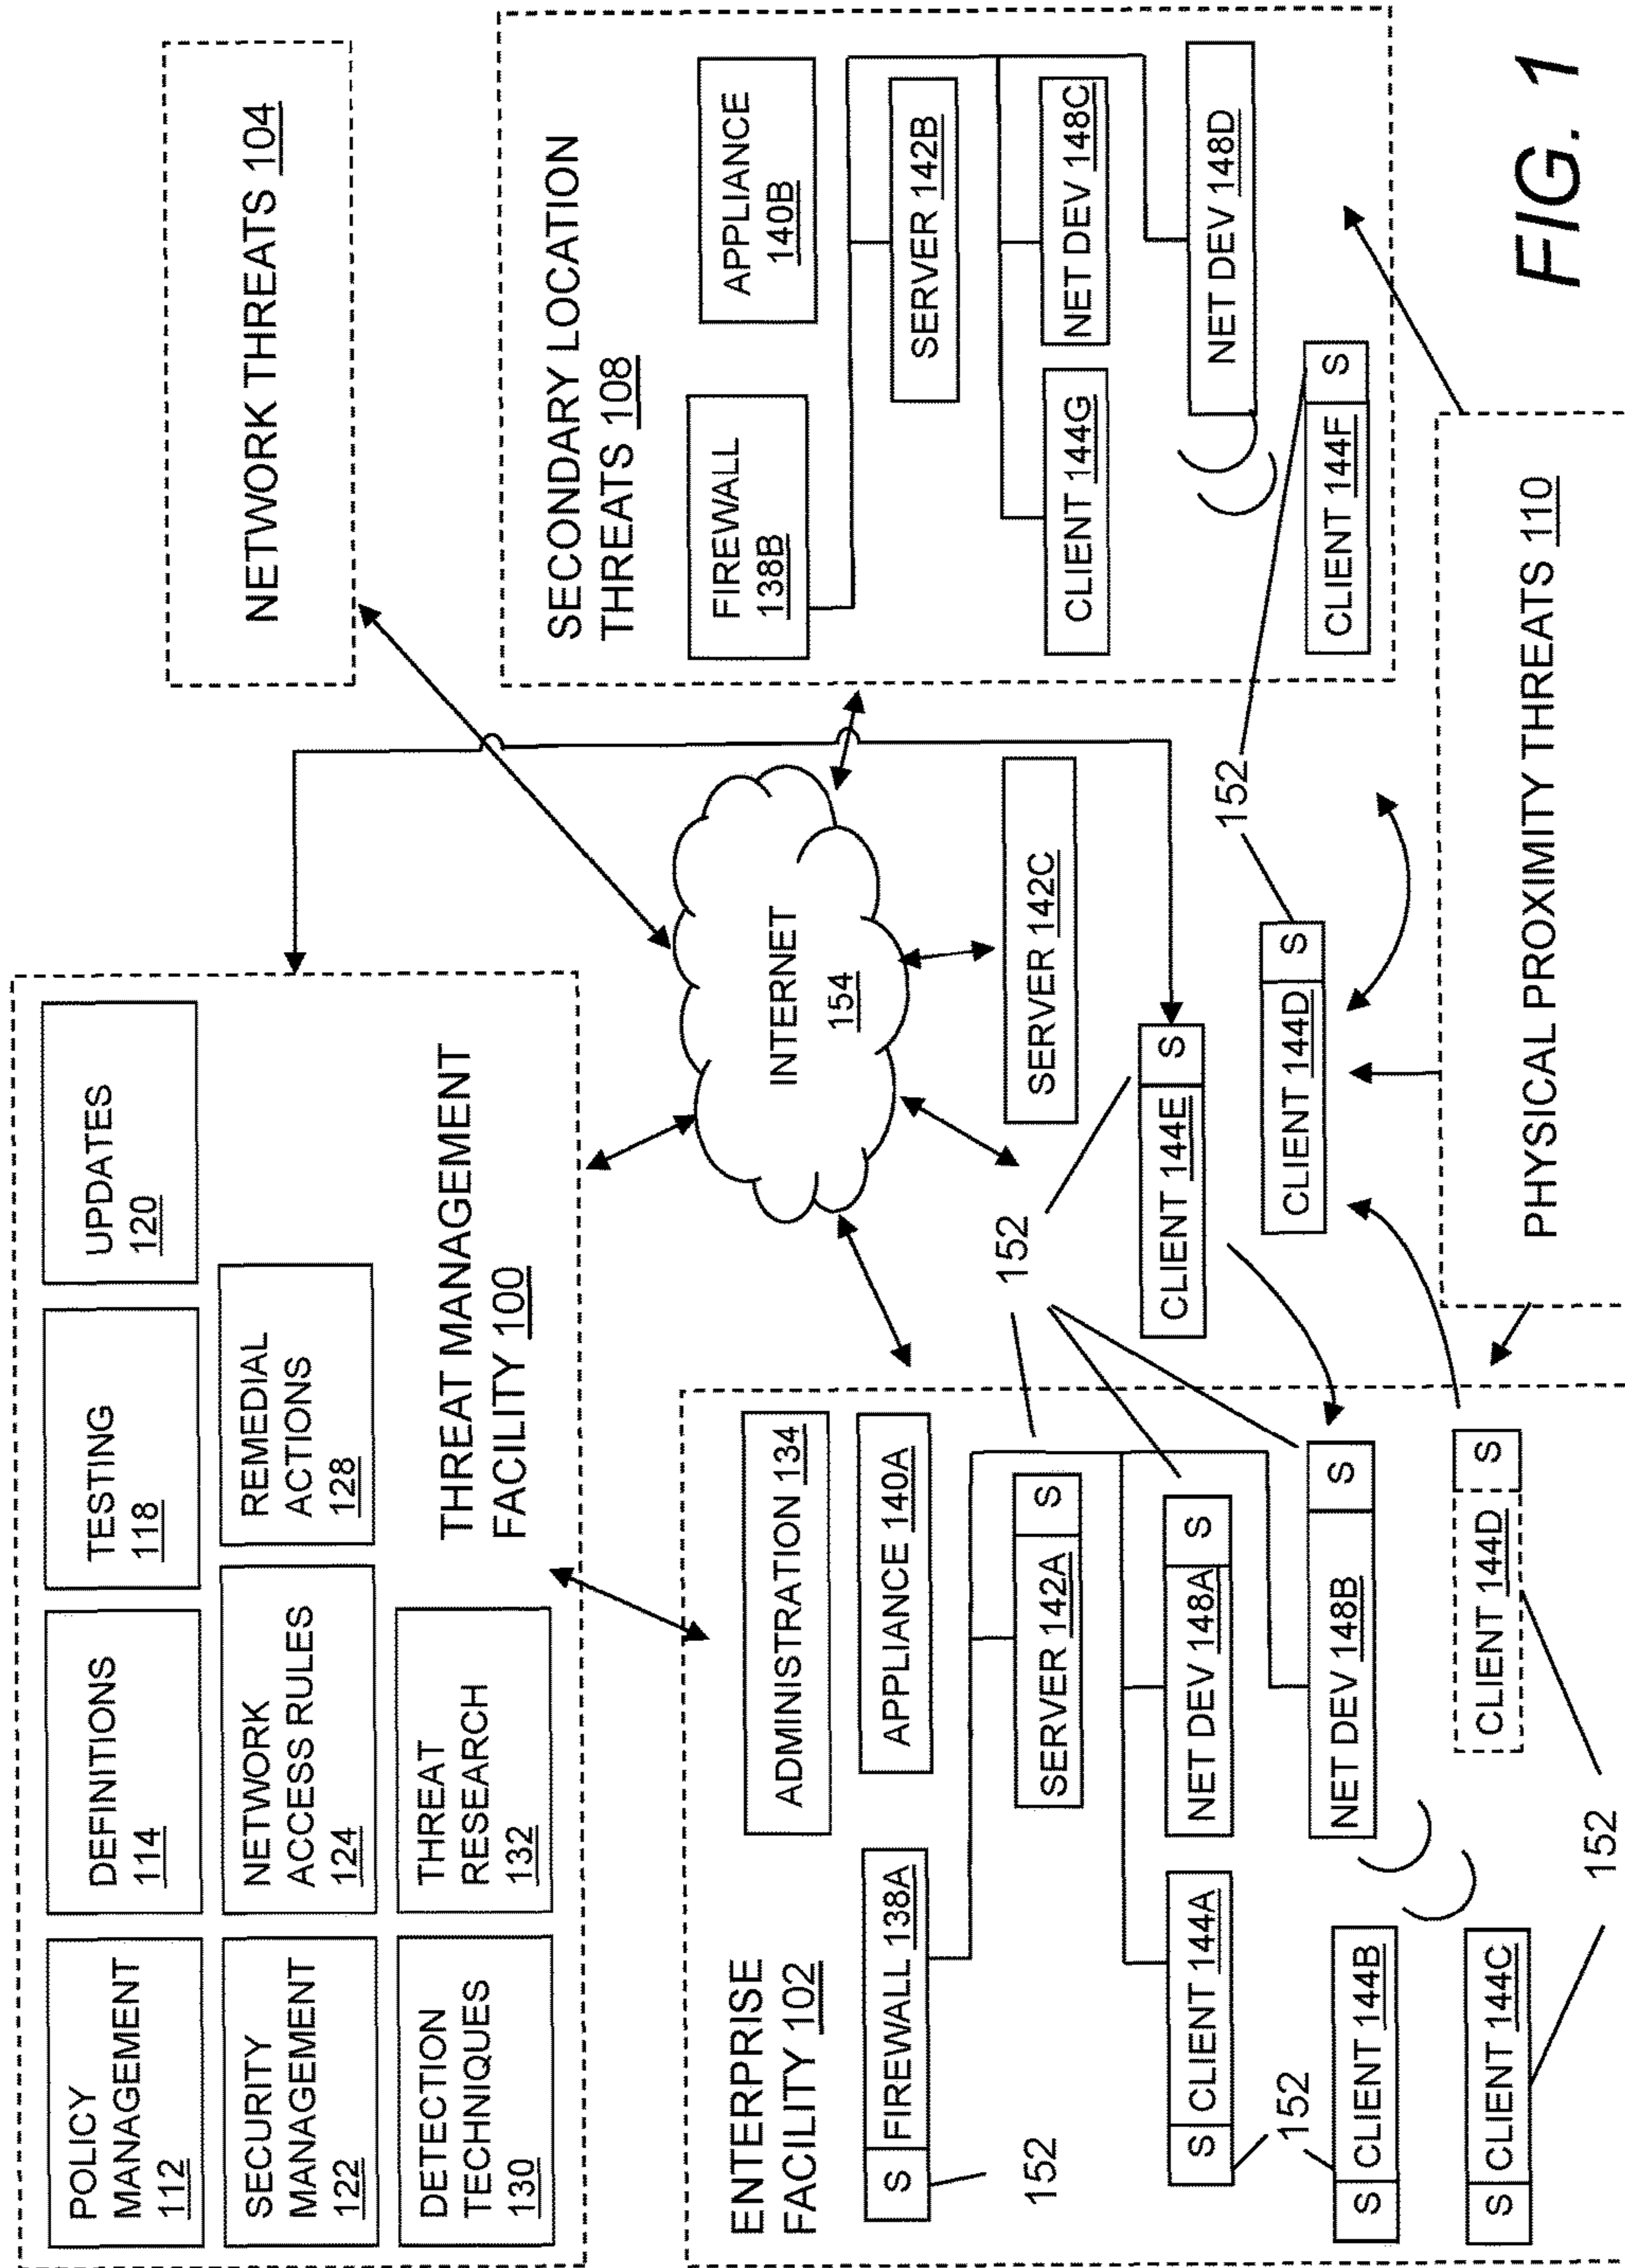 POLICY
MANAGEMENT
112
DEFINITIONS
114
TESTING
118
UPDATES
120
SECURITY
MANAGEMENT
122
NETWORK
ACCESS RULES
124
REMEDIAL
ACTIONS
128
DETECTION
TECHNIQUES
130
THREAT
RESEARCH
132
THREAT MANAGEMENT
FACILITY 100
NETWORK THREATS 104
INTERNET
154
SERVER 142C
ENTERPRISE
FACILITY 102
ADMINISTRATION 134
S FIREWALL 138A
APPLIANCE 140A
152
SERVER 142A S
152
S CLIENT 144A
NET DEV 148A S
152
S CLIENT 144B
NET DEV 148B S
S CLIENT 144C
CLIENT 144D S
152
CLIENT 144E S
CLIENT 144D S
152
SECONDARY LOCATION
THREATS 108
FIREWALL
138B
APPLIANCE
140B
SERVER 142B
CLIENT 144G
NET DEV 148C
NET DEV 148D
CLIENT 144F S
PHYSICAL PROXIMITY THREATS 110
FIG. 1